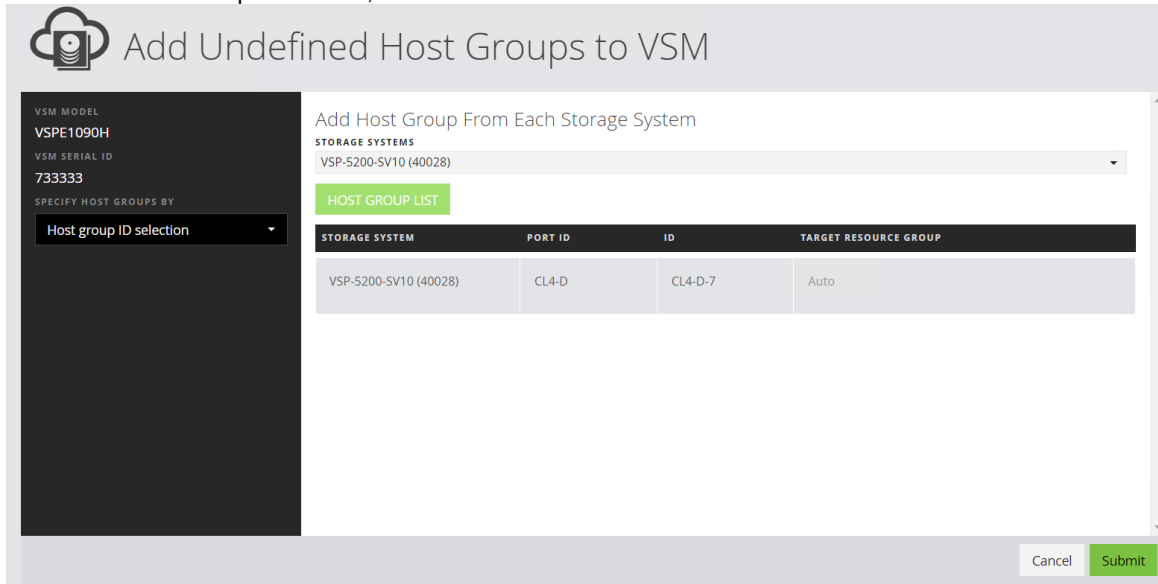 Add Undefined Host Groups to VSM
VSM MODEL
VSPE1090H
VSM SERIAL ID
733333
SPECIFY HOST GROUPS BY
Host group ID selection
Add Host Group From Each Storage System
STORAGE SYSTEMS
VSP-5200-SV10 (40028)
HOST GROUP LIST
STORAGE SYSTEM PORT ID ID TARGET RESOURCE GROUP
VSP-5200-SV10 (40028) CL4-D CL4-D-7 Auto
Cancel Submit